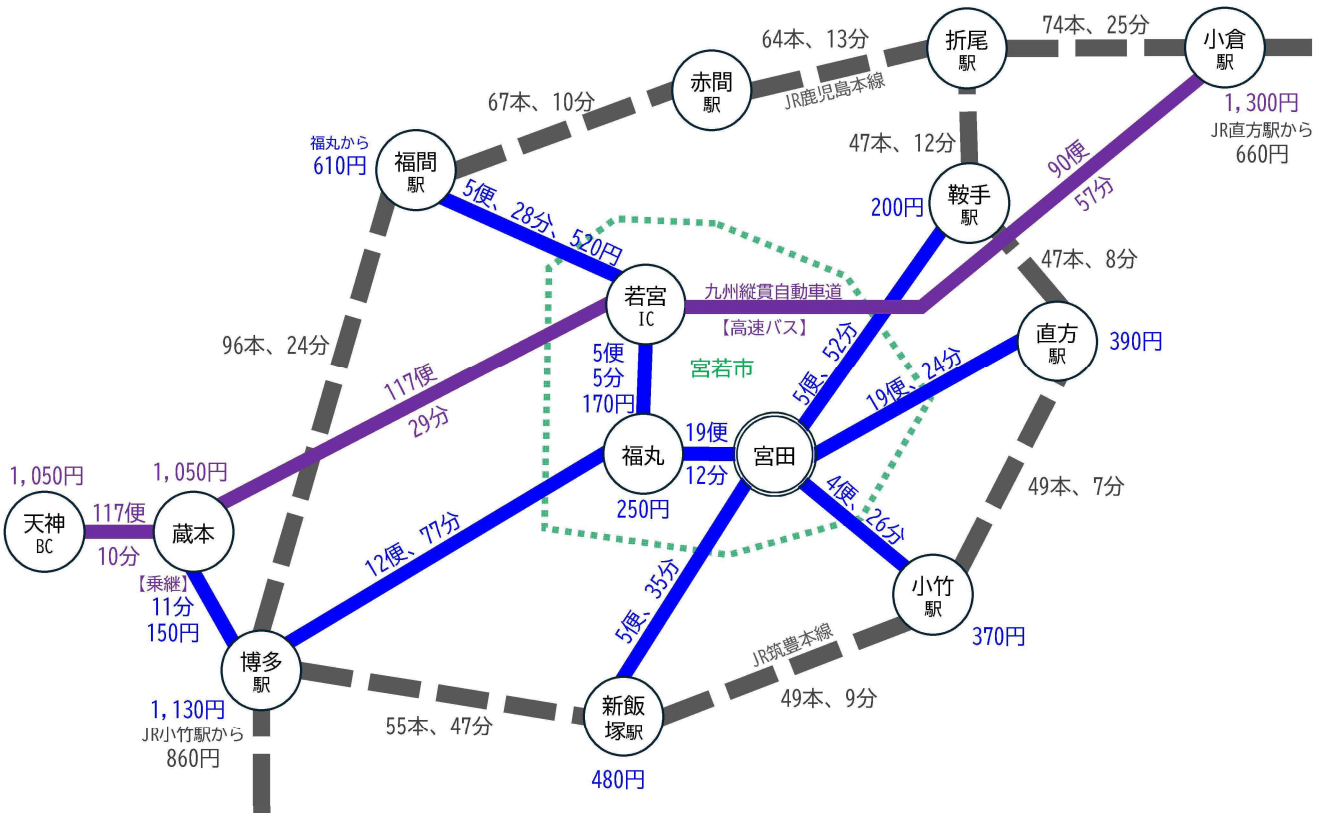 74本、25分
64本、13分
折尾
駅
小倉
駅
赤間
駅
JR鹿児島本線
67本、10分
1,300円
JR直方駅から
660円
福丸から
610円
福間
駅
47本、12分
90便
57分
鞍手
駅
200円
5便、28分、520円
47本、8分
若宮
IC
九州縦貫自動車道
【高速バス】
直方
駅
390円
96本、24分
5便
5分
170円
宮若市
5便、52分
19便、24分
117便
29分
19便
12分
福丸
宮田
250円
4便、26分
49本、7分
1,050円
天神
BC
117便
10分
1,050円
蔵本
【乗継】
11分
150円
12便、77分
5便、35分
小竹
駅
370円
JR筑豊本線
49本、9分
博多
駅
1,130円
JR小竹駅から
860円
55本、47分
新飯
塚駅
480円